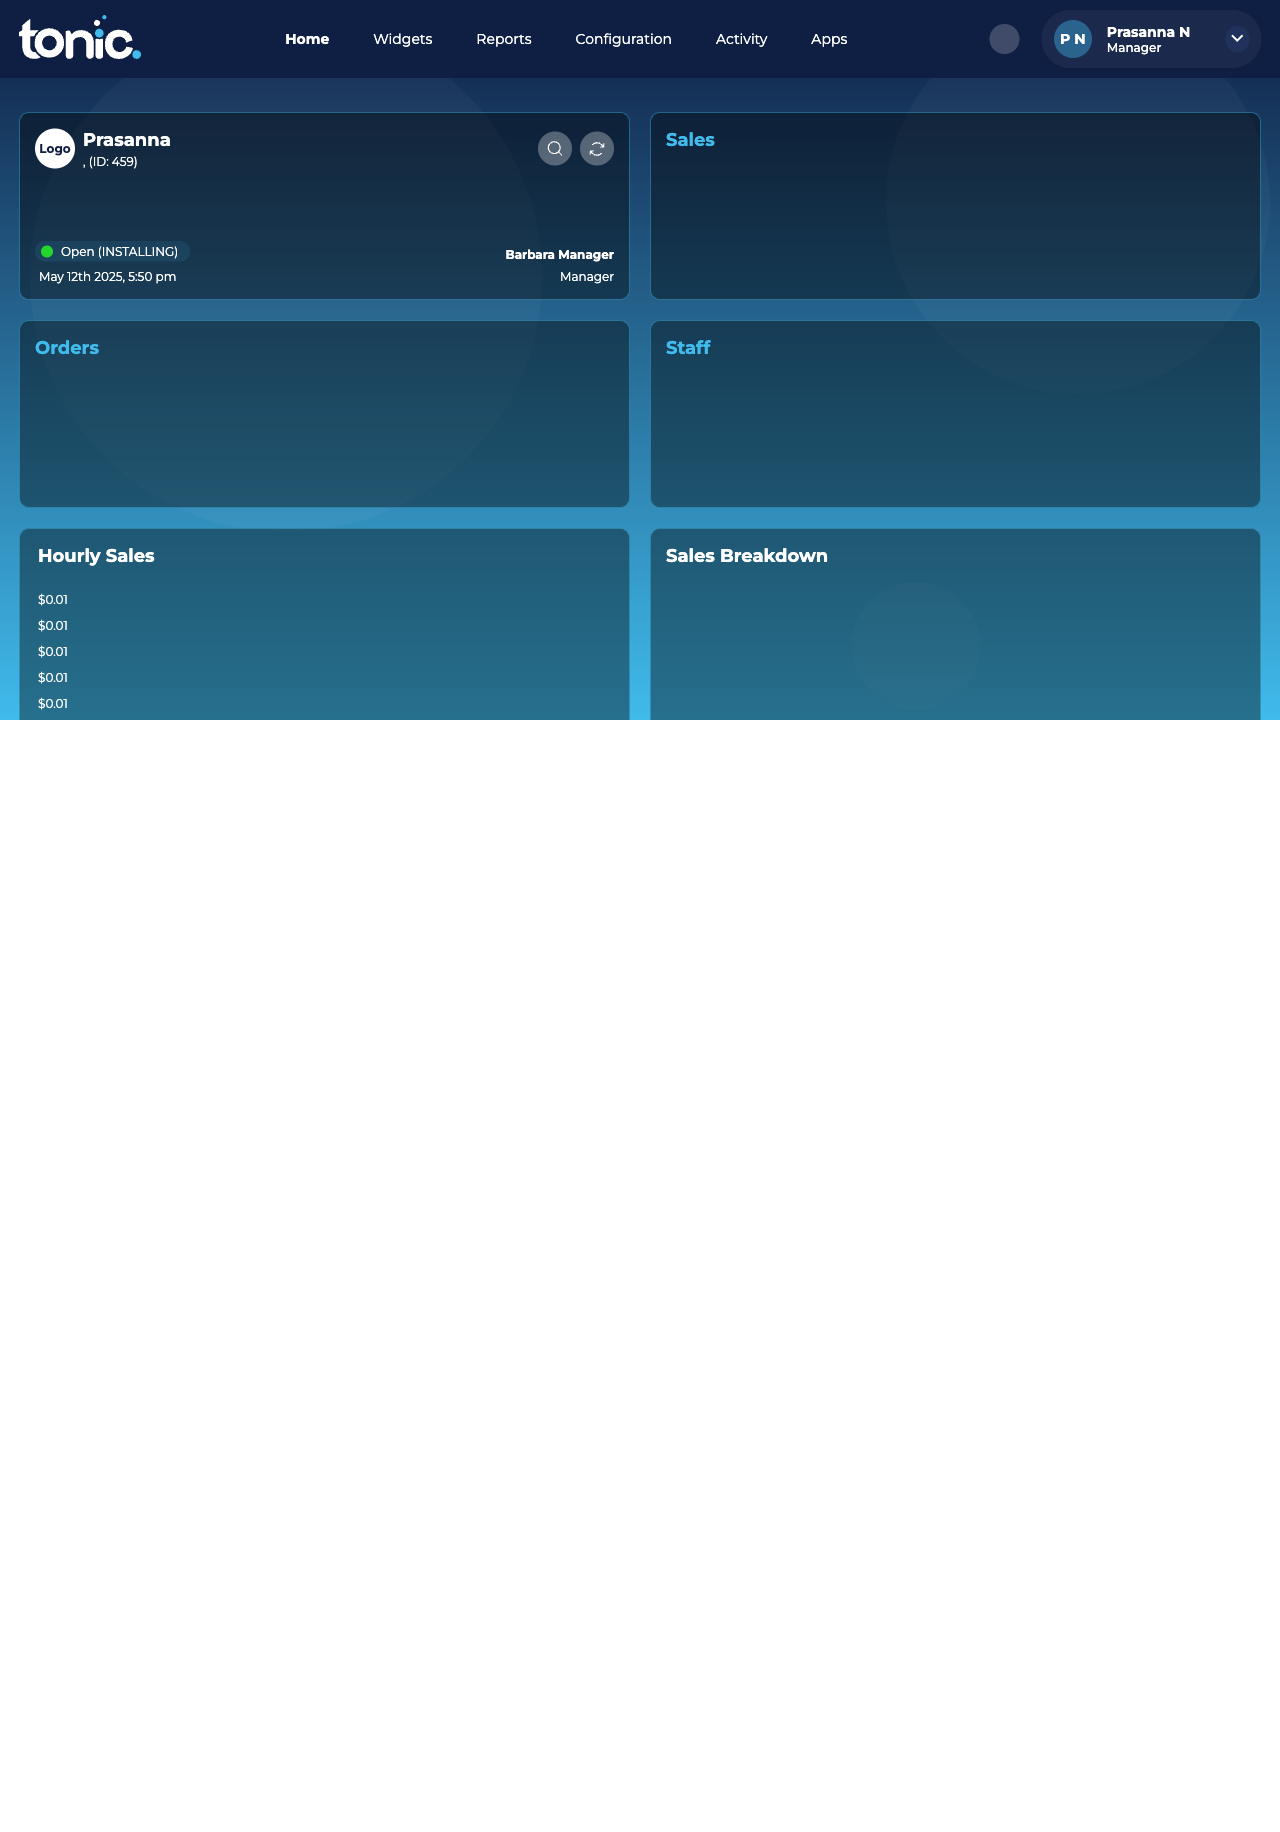 tonic.
Home Widgets Reports Configuration Activity Apps
P N
Prasanna N
Manager
Logo
Prasanna
, (ID: 459)
Open (INSTALLING)
May 12th 2025, 5:50 pm
Barbara Manager
Manager
Sales
Orders
Staff
Hourly Sales
$0.01
$0.01
$0.01
$0.01
$0.01
Sales Breakdown